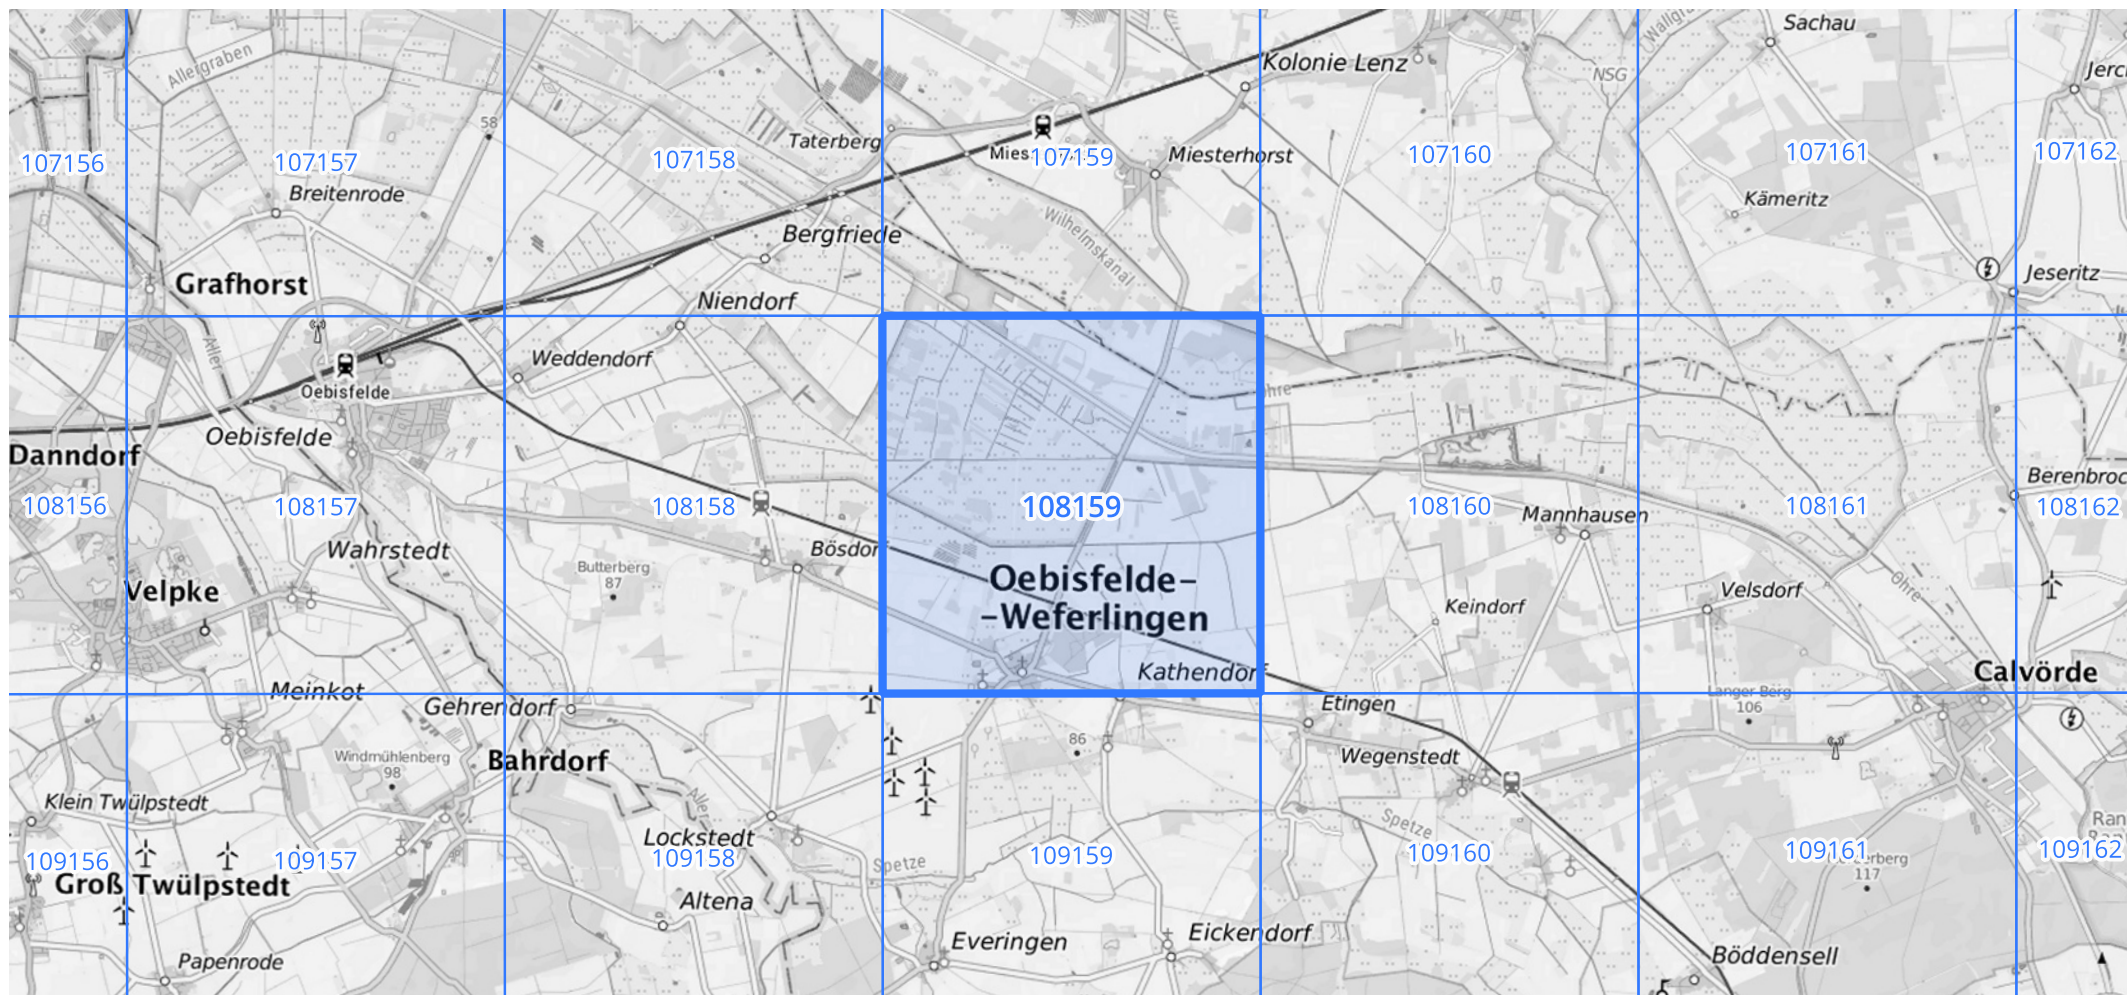 Sachau
Allergraben
Kolonie Lenz
NSG
58
Taterberg
107156
107157
107158
Mies
107159
Miesterhorst
107160
107161
107162
Breitenrode
Kämeritz
Wilhelmskanal
Bergfriede
Grafhorst
Jeseritz
Niendorf
Aller
Weddendorf
Oebisfelde
Ohre
Oebisfelde
Danndorf
Berenbroc
108156
108157
108158
108159
108160
108161
108162
Mannhausen
Wahrstedt
Bösdorf
Butterberg
87
Oebisfelde-
-Weferlingen
Velpke
Keindorf
Velsdorf
Ohre
Kathendorf
Calvörde
Meinkot
Gehrendorf
Etingen
Langer Berg
106
Windmühlenberg
98
Bahrdorf
86
Wegenstedt
Klein Twülpstedt
Aller
Lockstedt
Spetze
Spetze
109156
109157
109158
109159
109160
109161
109162
117
Groß Twülpstedt
Altena
Everingen
Eickendorf
Papenrode
Böddensell